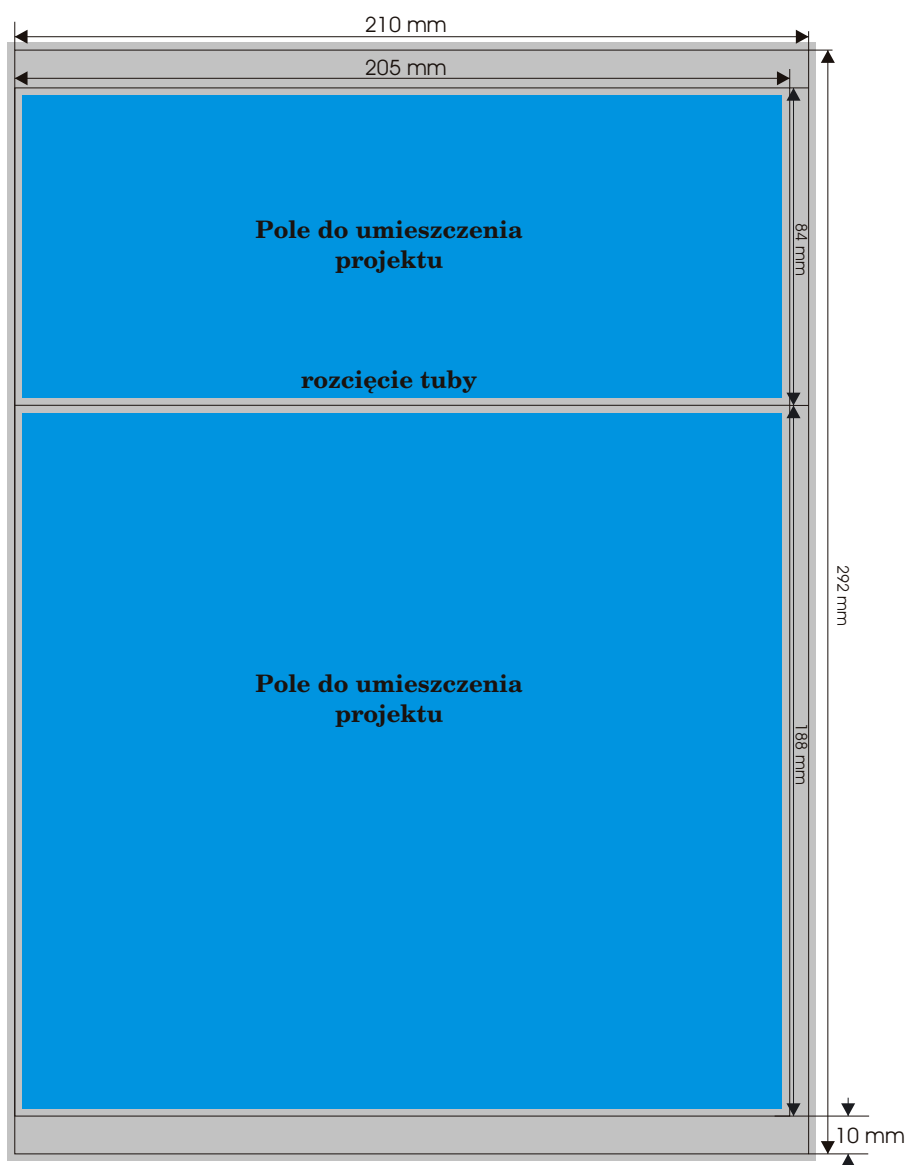 210 mm
205 mm
Pole do umieszczenia
projektu
84 mm
rozcięcie tuby
292 mm
Pole do umieszczenia
projektu
188 mm
10 mm